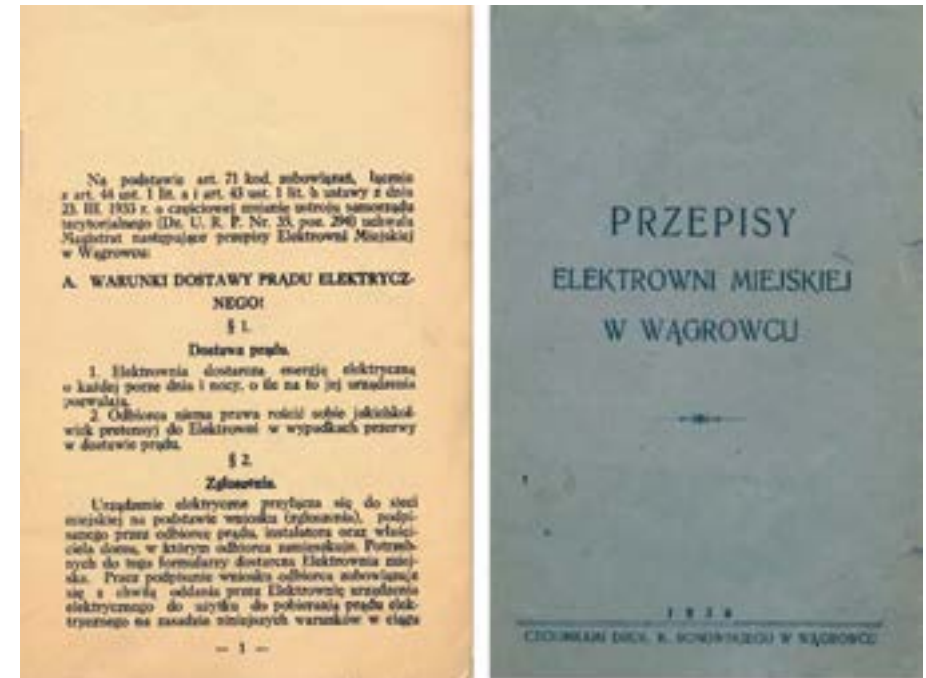 Na podstawie art. 71 kod. zobowiązań, łącznie
z art. 44 ust. 1 lit. a i art. 43 ust. 1 lit. b ustawy z dnia
23. III. 1933 r. o częściowej zmianie ustroju samorządu
terytorjalnego (Dz. U. R. P. Nr. 35, poz. 294) uchwala
Magistrat następujące przepisy Elektrowni Miejskiej
w Wągrowcu:
A. WARUNKI DOSTAWY PRĄDU ELEKTRYCZ-
NEGO:
§ 1.
Dostawa prądu.
1. Elektrownia dostarcza energję elektryczną
o każdej porze dnia i nocy, o ile na to jej urządzenia
pozwalają.
2. Odbiorca niema prawa rościć sobie jakichkol-
wiek pretensyj do Elektrowni w wypadkach przerwy
w dostawie prądu.
§ 2.
Zgłoszenia.
Urządzenie elektryczne przyłącza się do sieci
miejskiej na podstawie wniosku (zgłoszenia), podpi-
sanego przez odbiorcę prądu, instalatora oraz właści-
ciela domu, w którym odbiorca zamieszkuje. Potrzeb-
nych do tego formularzy dostarcza Elektrownia miej-
ska. Przez podpisanie wniosku odbiorca zobowiązuje
się z chwilą oddania przez Elektrownię urządzenia
elektrycznego do użytku do pobierania prądu elek-
trycznego na zasadzie niniejszych warunków w ciągu
— 1 —
PRZEPISY
ELEKTROWNI MIEJSKIEJ
W WĄGROWCU
CZCIONKAMI DRUK. W WĄGROWCU